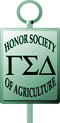 HONOR SOCIETY
ΓΣΔ
OF AGRICULTURE